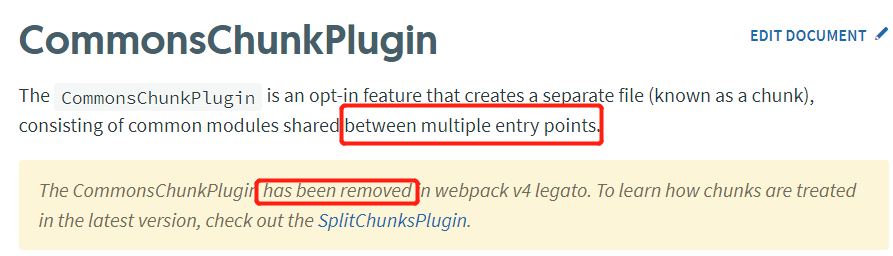 CommonsChunkPlugin
EDIT DOCUMENT
The CommonsChunkPlugin is an opt-in feature that creates a separate file (known as a chunk),
consisting of common modules shared between multiple entry points.
The CommonsChunkPlugin has been removed in webpack v4 legato. To learn how chunks are treated
in the latest version, check out the SplitChunksPlugin.